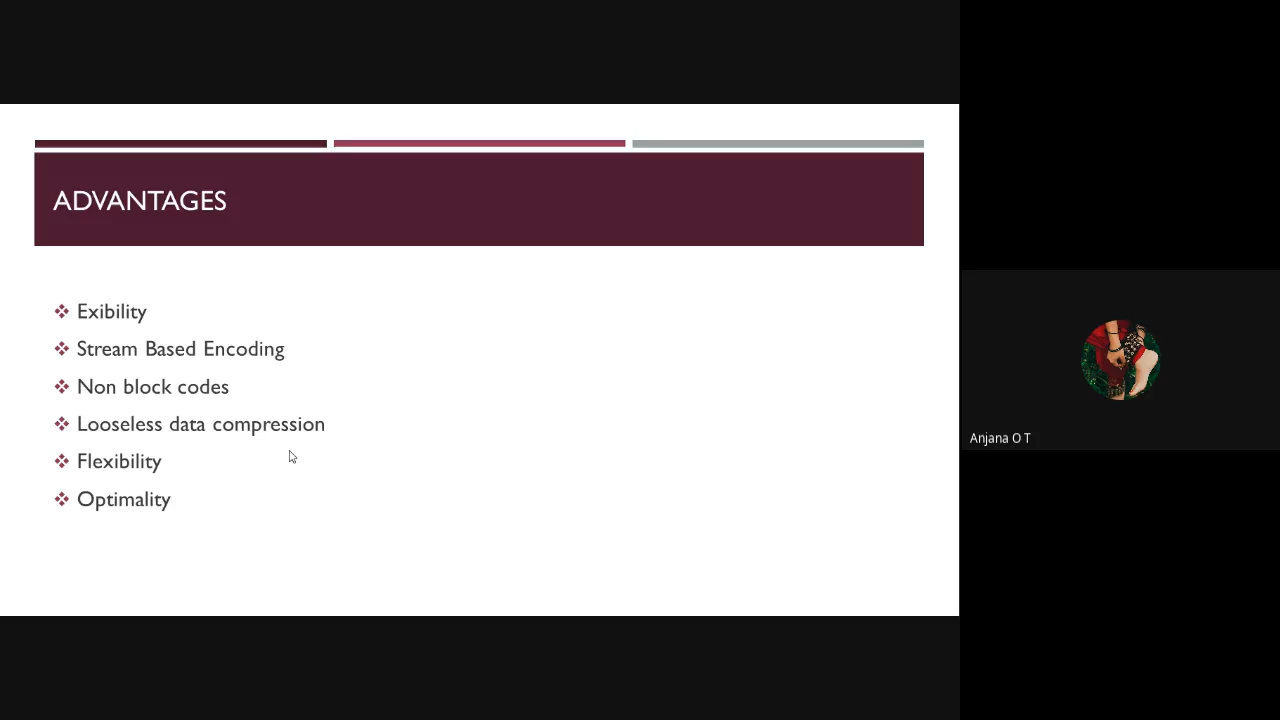 ADVANTAGES
Exibility
Stream Based Encoding
Non block codes
Looseless data compression
Flexibility
Optimality
Anjana O T